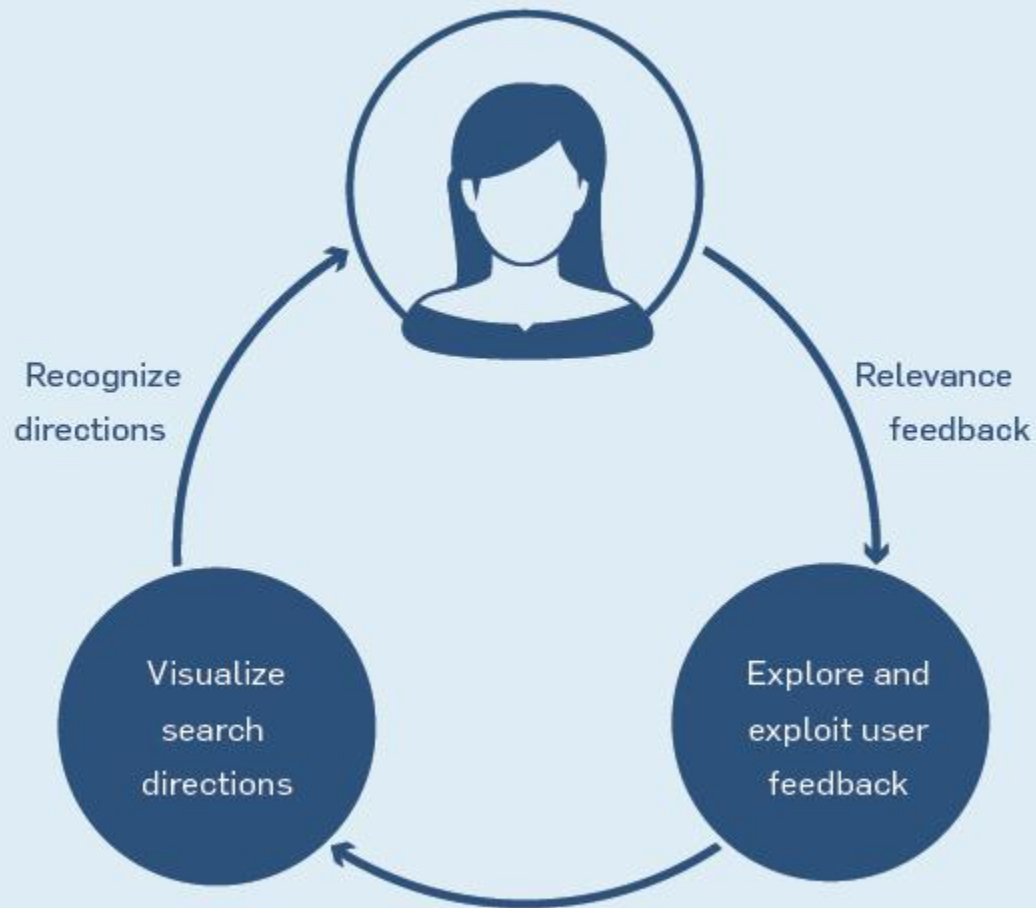 Recognize
directions
Relevance
feedback
Visualize
search
directions
Explore and
exploit user
feedback